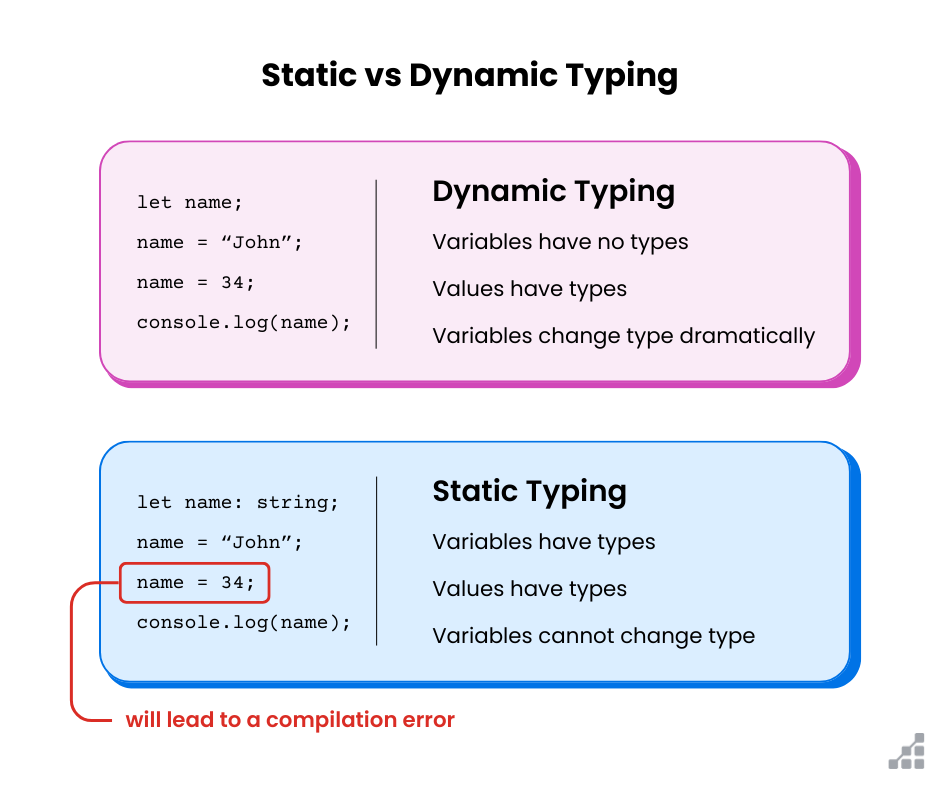 Static vs Dynamic Typing
let name;
name = “John”;
name = 34;
console.log(name);
Dynamic Typing
Variables have no types
Values have types
Variables change type dramatically
let name: string;
name = “John”;
name = 34;
console.log(name);
Static Typing
Variables have types
Values have types
Variables cannot change type
will lead to a compilation error